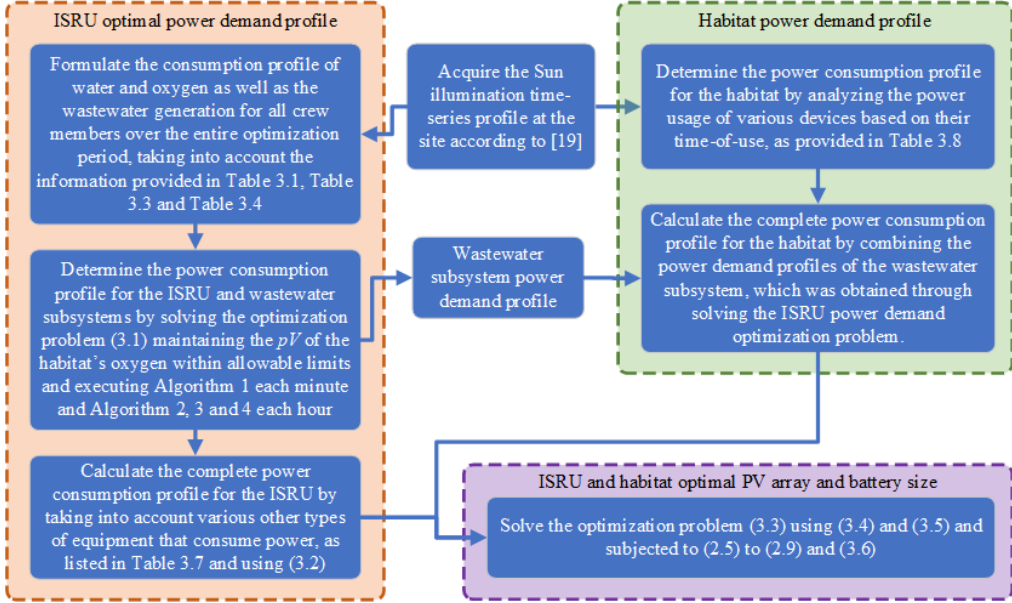 ISRU optimal power demand profile
Formulate the consumption profile of
water and oxygen as well as the
wastewater generation for all crew
members over the entire optimization
period, taking into account the
information provided in Table 3.1, Table
3.3 and Table 3.4
Determine the power consumption
profile for the ISRU and wastewater
subsystems by solving the optimization
problem (3.1) maintaining the pV of the
habitat's oxygen within allowable limits
and executing Algorithm 1 each minute
and Algorithm 2, 3 and 4 each hour
Calculate the complete power
consumption profile for the ISRU by
taking into account various other types
of equipment that consume power, as
listed in Table 3.7 and using (3.2)
Acquire the Sun
illumination time-
series profile at the
site according to [19]
Wastewater
subsystem power
demand profile
Habitat power demand profile
Determine the power consumption profile
for the habitat by analyzing the power
usage of various devices based on their
time-of-use, as provided in Table 3.8
Calculate the complete power consumption
profile for the habitat by combining the
power demand profiles of the wastewater
subsystem, which was obtained through
solving the ISRU power demand
optimization problem.
ISRU and habitat optimal PV array and battery size
Solve the optimization problem (3.3) using (3.4) and (3.5) and
subjected to (2.5) to (2.9) and (3.6)